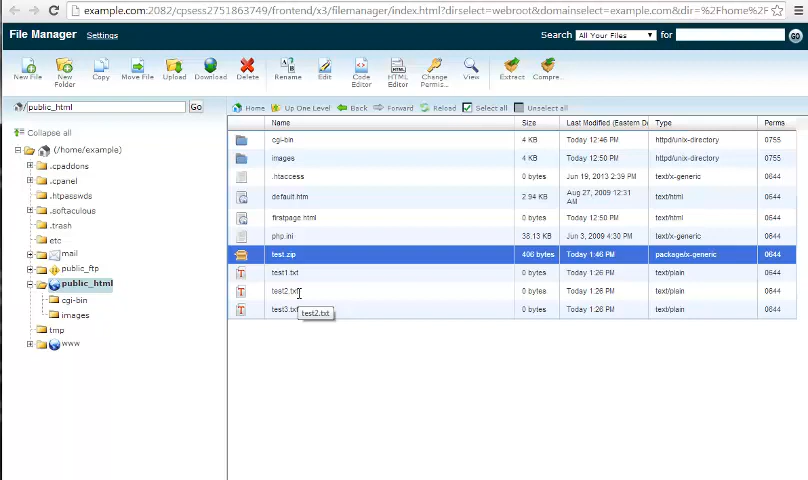 example.com:2082/cpsess2751863749/frontend/x3/filemanager/index.html?dirselect=webroot&domainselect=example.com&dir=%2Fhome%2F
File Manager Settings Search All Your Files for GO
New File New Folder Copy Move File Upload Download Delete Rename Edit Code Editor HTML Editor Change Permis... View Extract Compre...
/public_html Go
Home Up One Level Back Forward Reload Select all Unselect all
Collapse all
(/home/example)
.cpaddons
.cpanel
.htpasswds
.softaculous
.trash
etc
mail
public_ftp
public_html
cgi-bin
images
tmp
www
Name Size Last Modified (Eastern Da Type Perms
cgi-bin 4 KB Today 12:46 PM httpd/unix-directory 0755
images 4 KB Today 12:50 PM httpd/unix-directory 0755
.htaccess 0 bytes Jun 19, 2013 2:39 PM text/x-generic 0644
default.htm 2.94 KB Aug 27, 2009 12:31 AM text/html 0644
firstpage.html 0 bytes Today 12:50 PM text/html 0644
php.ini 38.13 KB Jun 3, 2009 4:30 PM text/x-generic 0644
test.zip 406 bytes Today 1:46 PM package/x-generic 0644
test1.txt 0 bytes Today 1:26 PM text/plain 0644
test2.txt 0 bytes Today 1:26 PM text/plain 0644
test3.txt 0 bytes Today 1:26 PM text/plain 0644
test2.txt